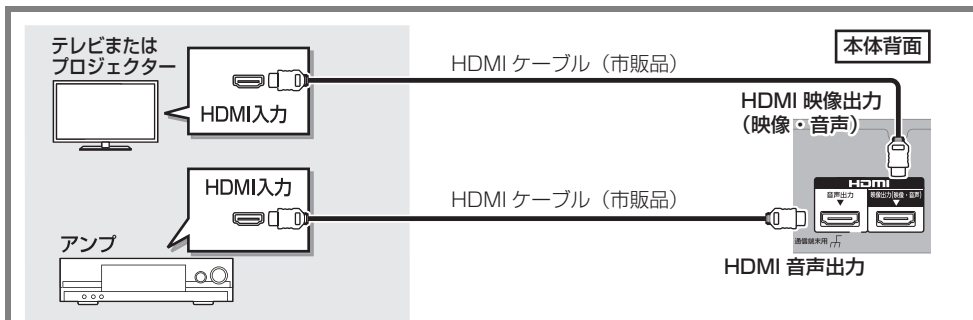 テレビまたは
プロジェクター
HDMI入力
HDMI ケーブル（市販品）
本体背面
HDMI 映像出力
（映像・音声）
HDMI
音声出力
映像出力(映像・音声)
HDMI入力
HDMI ケーブル（市販品）
アンプ
通信端末用
HDMI 音声出力